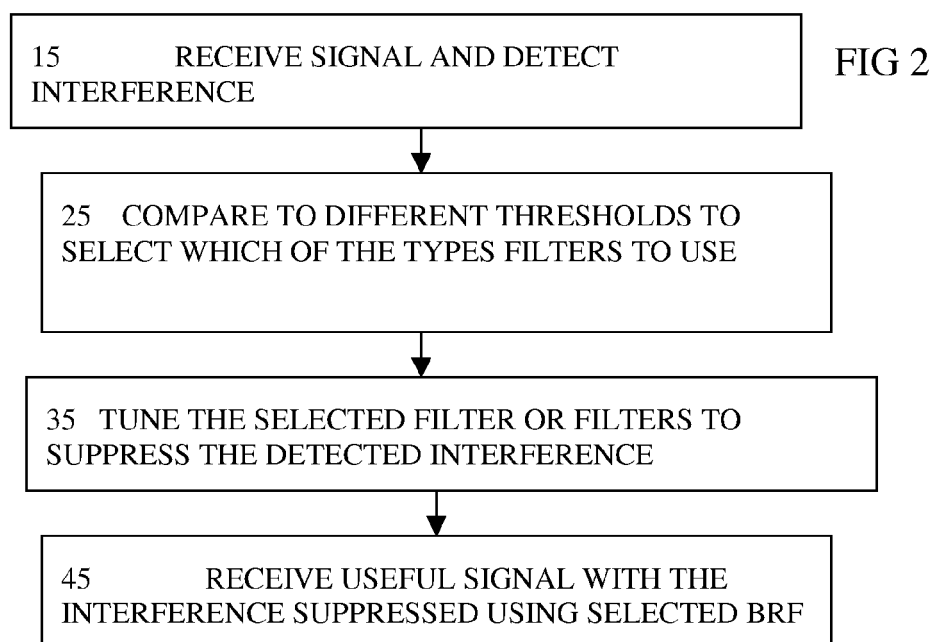 15 RECEIVE SIGNAL AND DETECT
INTERFERENCE
FIG 2
25 COMPARE TO DIFFERENT THRESHOLDS TO
SELECT WHICH OF THE TYPES FILTERS TO USE
35 TUNE THE SELECTED FILTER OR FILTERS TO
SUPPRESS THE DETECTED INTERFERENCE
45 RECEIVE USEFUL SIGNAL WITH THE
INTERFERENCE SUPPRESSED USING SELECTED BRF